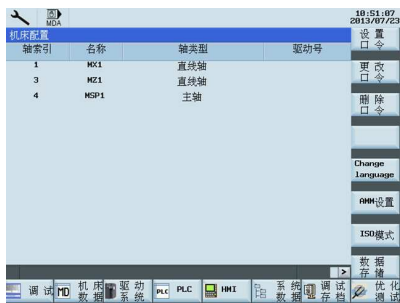 MDA
10:51:07
2013/07/23
机床配置
轴索引 名称 轴类型 驱动号
1 MX1 直线轴
3 MZ1 直线轴
4 MSP1 主轴
设置
口令
更改
口令
删除
口令
Change
language
AMM设置
ISO模式
数据
存储
调试
MD 机床
数据
驱动
系统
PLC PLC
HMI
系统
数据
调试
存档
优化
测试